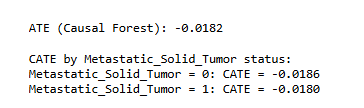 ATE (Causal Forest): -0.0182
CATE by Metastatic_Solid_Tumor status:
Metastatic_Solid_Tumor = 0: CATE = -0.0186
Metastatic_Solid_Tumor = 1: CATE = -0.0180